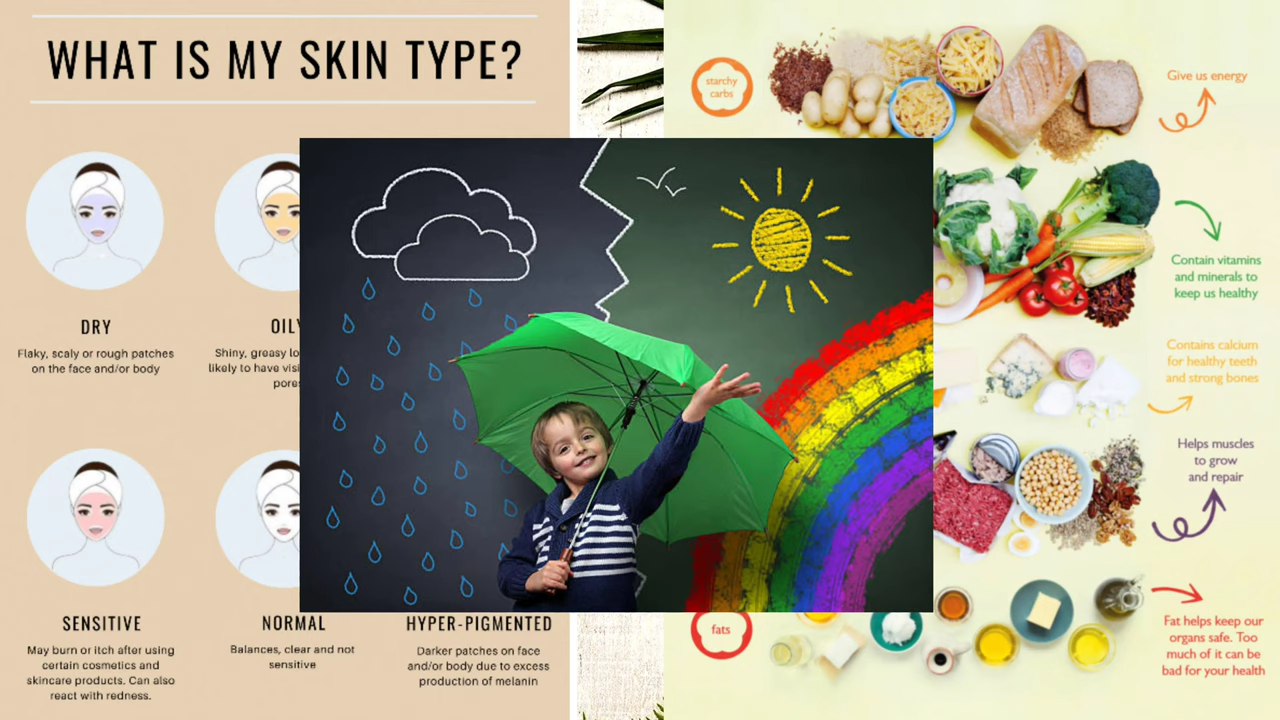 WHAT IS MY SKIN TYPE?
DRY
Flaky, scaly or rough patches
on the face and/or body
OILY
Shiny, greasy
likely to have
pores
SENSITIVE
May burn or itch after using
certain cosmetics and
skincare products. Can also
react with redness.
NORMAL
Balances, clear and not
sensitive
HYPER-PIGMENTED
Darker patches on face
and/or body due to excess
production of melanin
starchy
carbs
Give us energy
Contain vitamins
and minerals to
keep us healthy
Contains calcium
for healthy teeth
and strong bones
Helps muscles
to grow
and repair
fats
Fat helps keep our
organs safe. Too
much of it can be
bad for your health